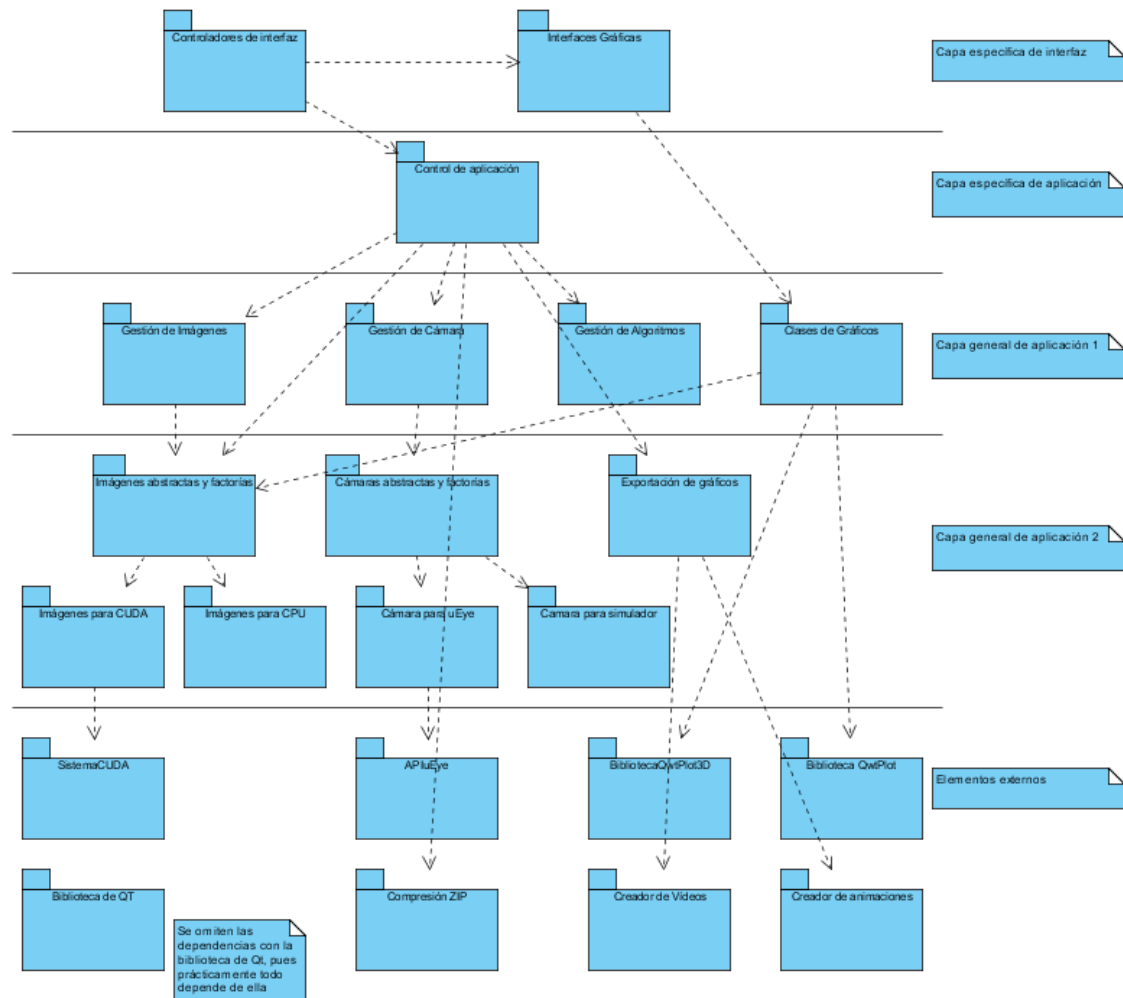 Controladores de interfaz
Interfaces Gráficas
Capa específica de interfaz
Control de aplicación
Capa específica de aplicación
Gestión de Imágenes
Gestión de Cámara
Gestión de Algoritmos
Clases de Gráficos
Capa general de aplicación 1
Imágenes abstractas y factorías
Cámaras abstractas y factorías
Exportación de gráficos
Capa general de aplicación 2
Imágenes para CUDA
Imágenes para CPU
Cámara para uEye
Camara para simulador
SistemaCUDA
APIuEye
BibliotecaQwtPlot3D
Biblioteca QwtPlot
Elementos externos
Biblioteca de QT
Compresión ZIP
Creador de Vídeos
Creador de animaciones
Se omiten las
dependencias con la
biblioteca de Qt, pues
prácticamente todo
depende de ella